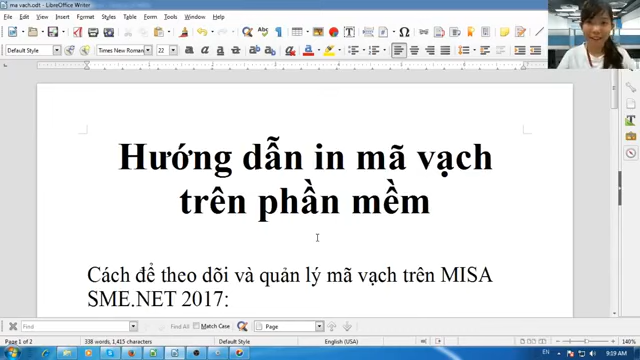 ma vach.odt - LibreOffice Writer
File Edit View Insert Format Styles Table Tools Window Help
Default Style Times New Roman 22
Hướng dẫn in mã vạch
trên phần mềm
Cách để theo dõi và quản lý mã vạch trên MISA
SME.NET 2017:
Find Find All Match Case Page
Page 1 of 2 338 words, 1,415 characters Default Style English (USA) 140%
EN 9:19 AM